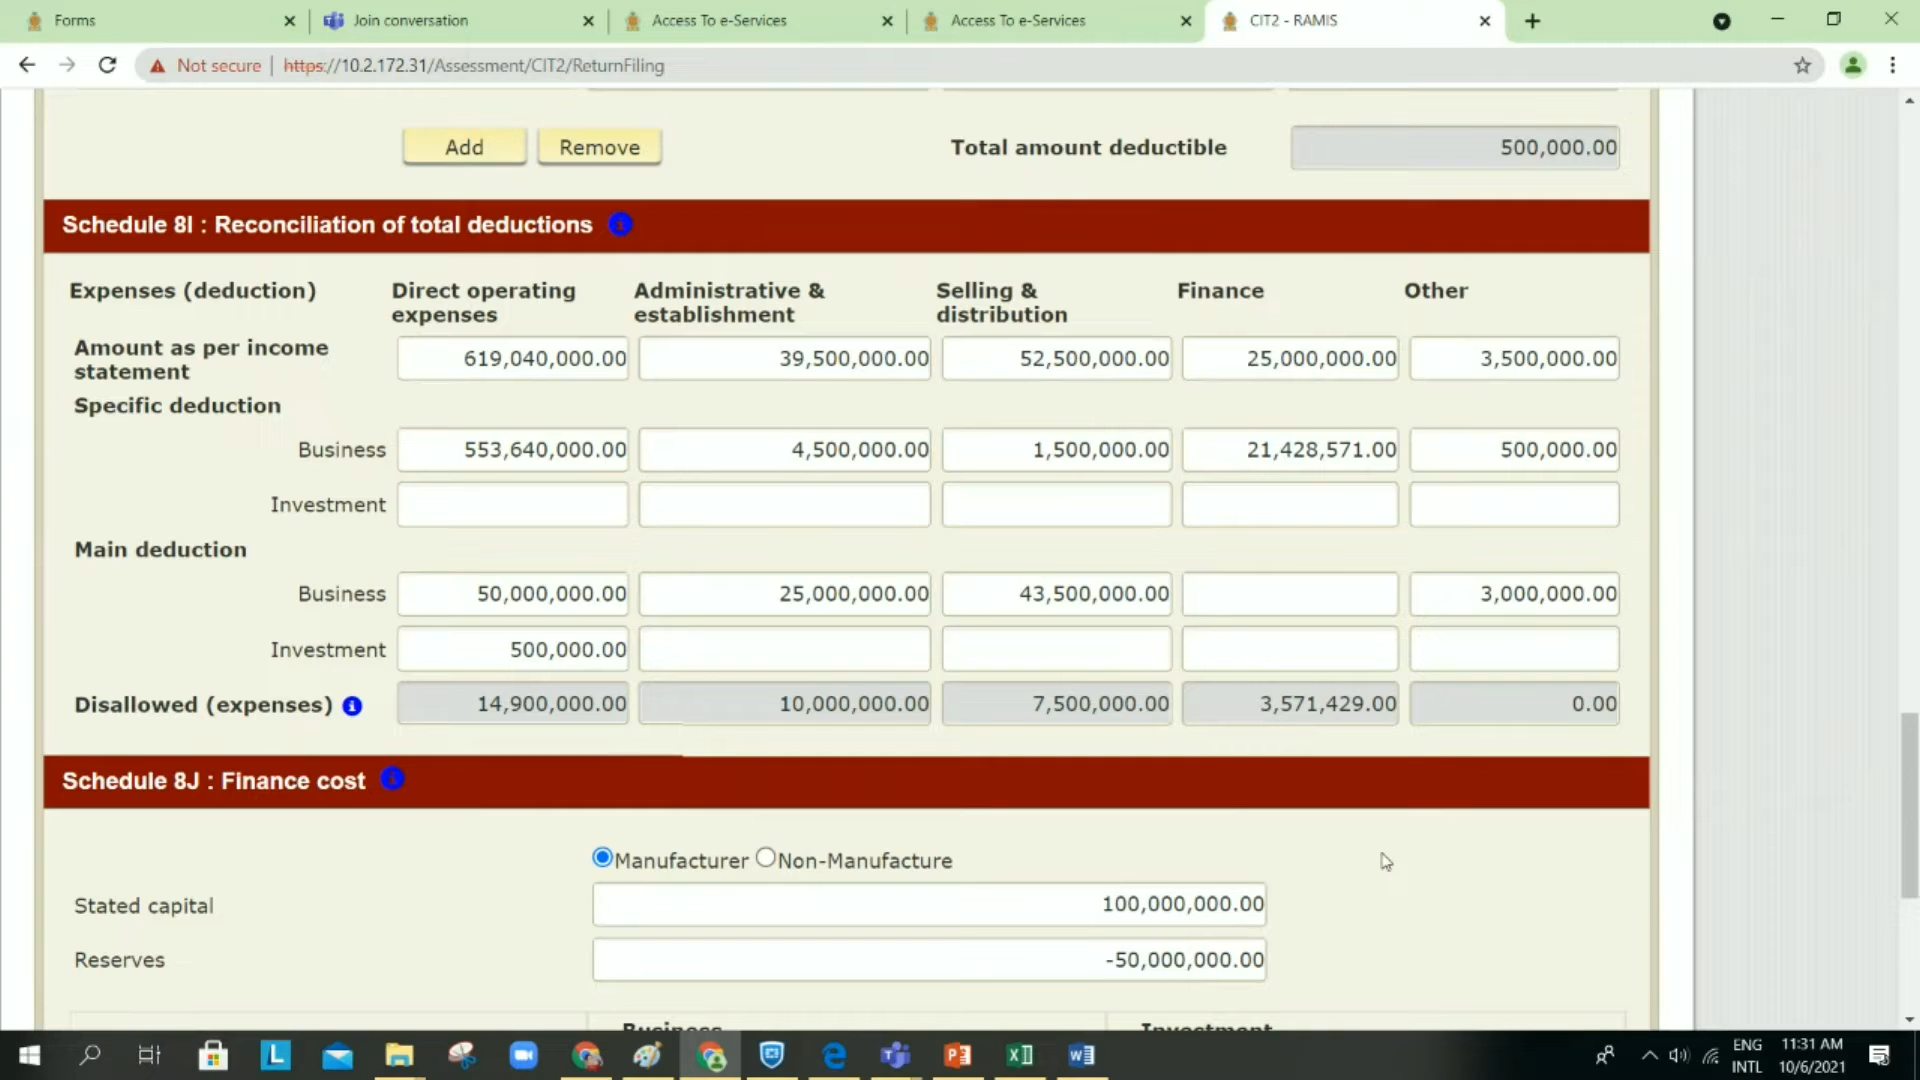 Forms
Join conversation
Access To e-Services
Access To e-Services
CIT2 - RAMIS
Not secure | https://10.2.172.31/Assessment/CIT2/ReturnFiling
Add Remove Total amount deductible 500,000.00
Schedule 8I : Reconciliation of total deductions i
Expenses (deduction) Direct operating expenses Administrative & establishment Selling & distribution Finance Other
Amount as per income statement 619,040,000.00 39,500,000.00 52,500,000.00 25,000,000.00 3,500,000.00
Specific deduction
Business 553,640,000.00 4,500,000.00 1,500,000.00 21,428,571.00 500,000.00
Investment
Main deduction
Business 50,000,000.00 25,000,000.00 43,500,000.00 3,000,000.00
Investment 500,000.00
Disallowed (expenses) i 14,900,000.00 10,000,000.00 7,500,000.00 3,571,429.00 0.00
Schedule 8J : Finance cost i
Manufacturer Non-Manufacture
Stated capital 100,000,000.00
Reserves -50,000,000.00
Business Investment
ENG 11:31 AM
INTL 10/6/2021